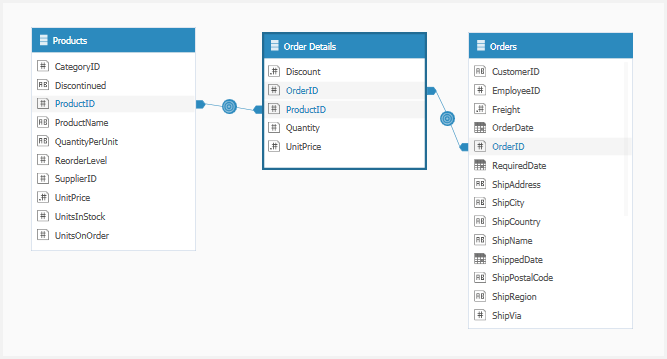 Products
CategoryID
Discontinued
ProductID
ProductName
QuantityPerUnit
ReorderLevel
SupplierID
UnitPrice
UnitsInStock
UnitsOnOrder
Order Details
Discount
OrderID
ProductID
Quantity
UnitPrice
Orders
CustomerID
EmployeeID
Freight
OrderDate
OrderID
RequiredDate
ShipAddress
ShipCity
ShipCountry
ShipName
ShippedDate
ShipPostalCode
ShipRegion
ShipVia